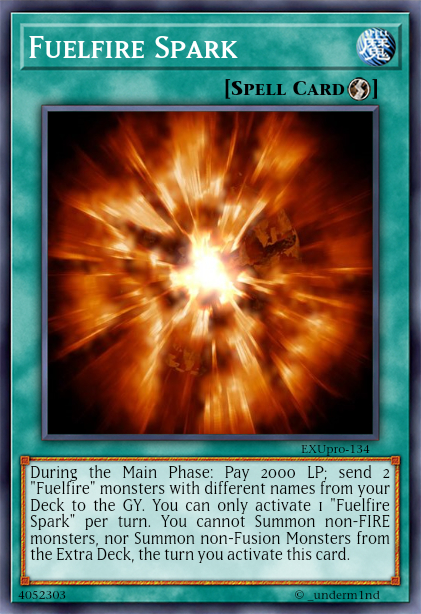 Fuelfire Spark
[Spell Card]
EXUpro-134
During the Main Phase: Pay 2000 LP; send 2
"Fuelfire" monsters with different names from your
Deck to the GY. You can only activate 1 "Fuelfire
Spark" per turn. You cannot Summon non-FIRE
monsters, nor Summon non-Fusion Monsters from
the Extra Deck, the turn you activate this card.
4052303
© _underm1nd